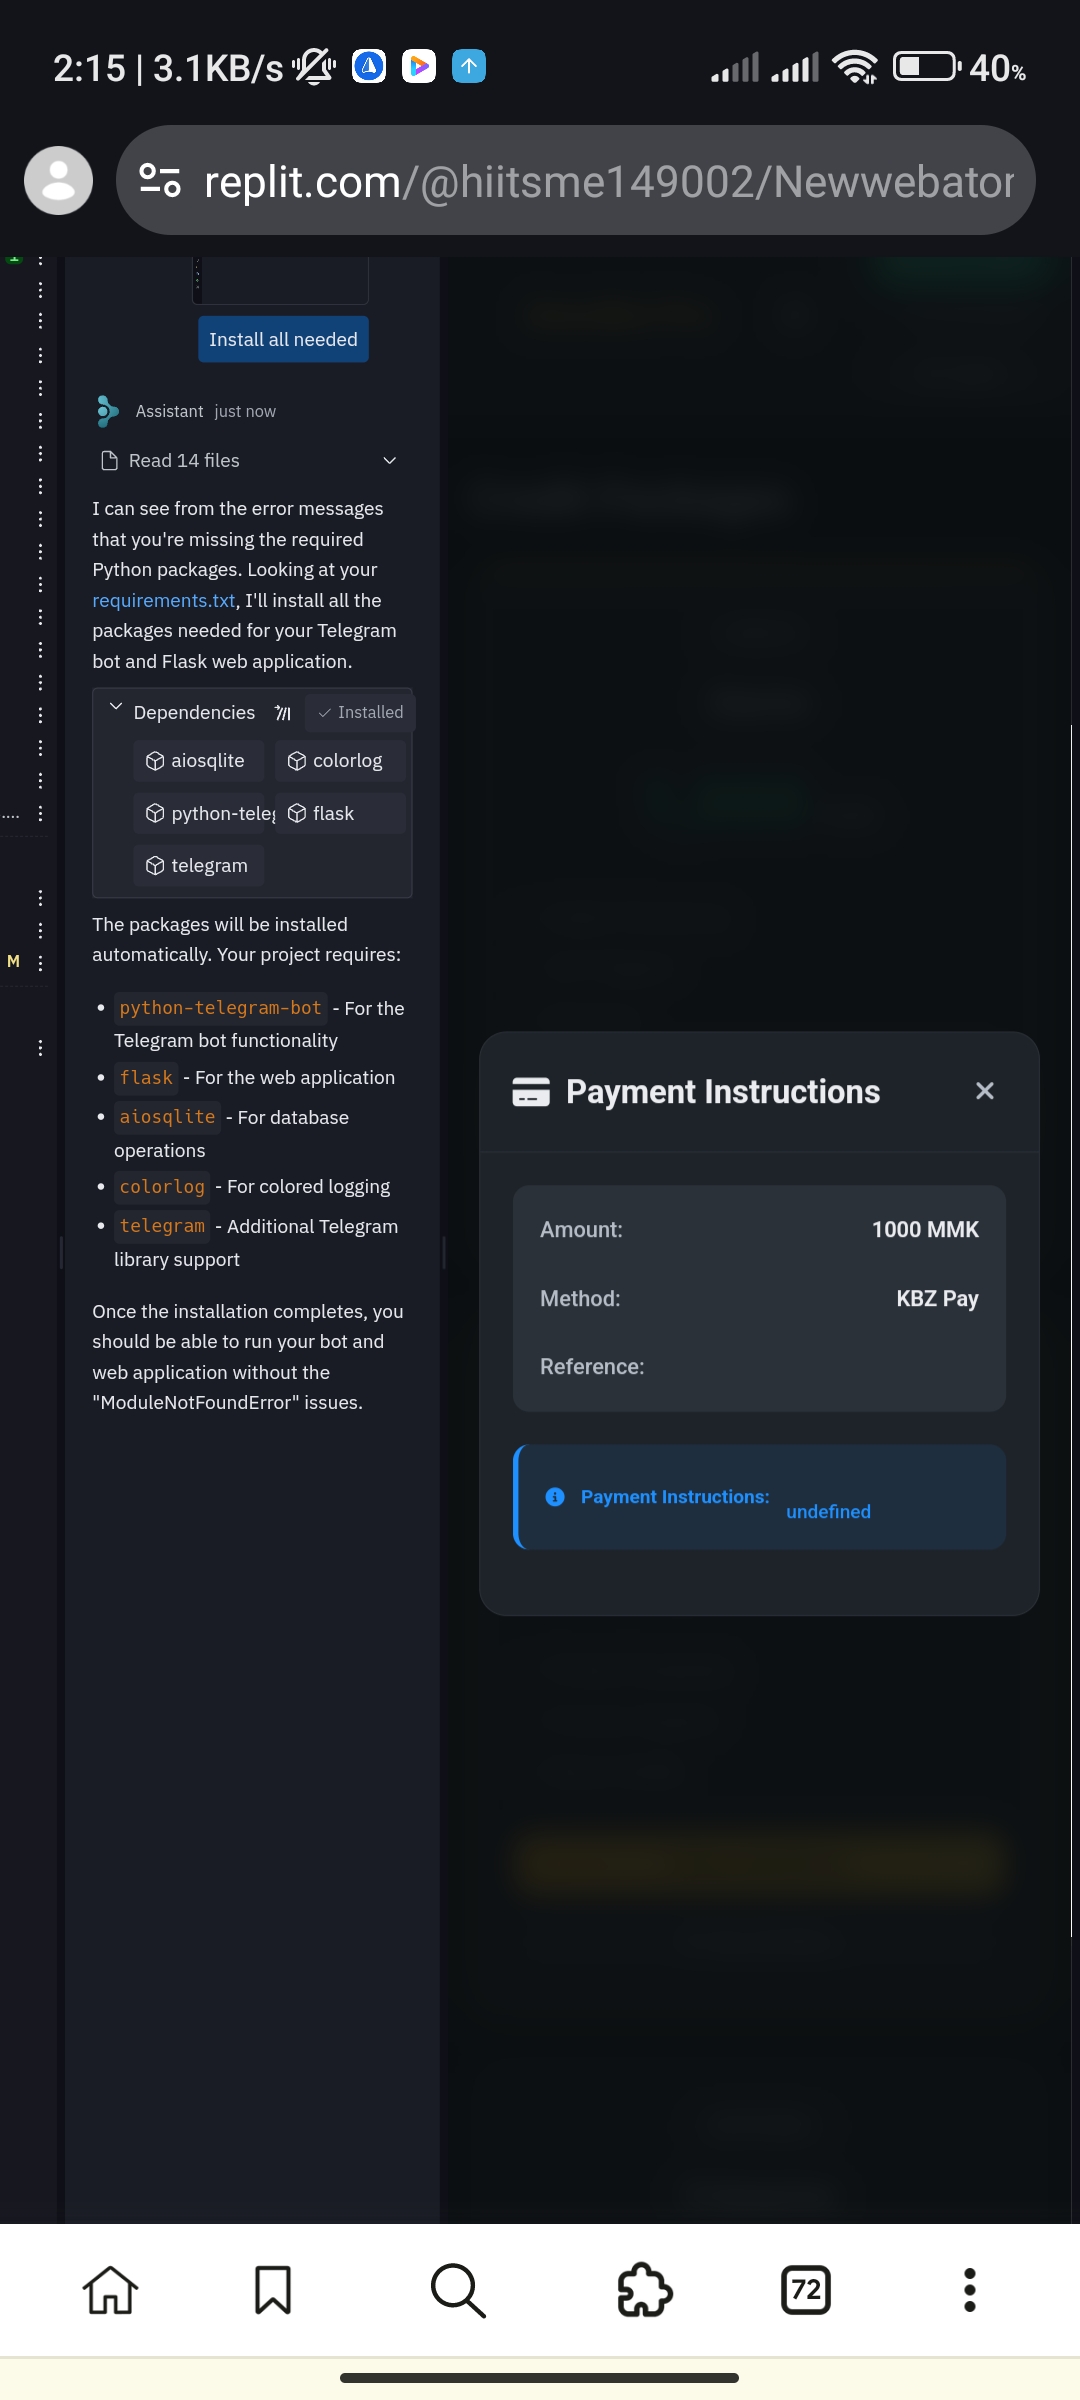 2:15 | 3.1KB/s
40%
replit.com/@hiitsme149002/Newwebator
1
Install all needed
Assistant just now
Read 14 files
I can see from the error messages
that you're missing the required
Python packages. Looking at your
requirements.txt, I'll install all the
packages needed for your Telegram
bot and Flask web application.
Dependencies
Installed
aiosqlite
colorlog
python-teleg
flask
telegram
The packages will be installed
automatically. Your project requires:
• python-telegram-bot - For the
Telegram bot functionality
• flask - For the web application
• aiosqlite - For database
operations
• colorlog - For colored logging
• telegram - Additional Telegram
library support
Once the installation completes, you
should be able to run your bot and
web application without the
"ModuleNotFoundError" issues.
....
M
Payment Instructions
Amount: 1000 MMK
Method: KBZ Pay
Reference:
Payment Instructions:
undefined
72